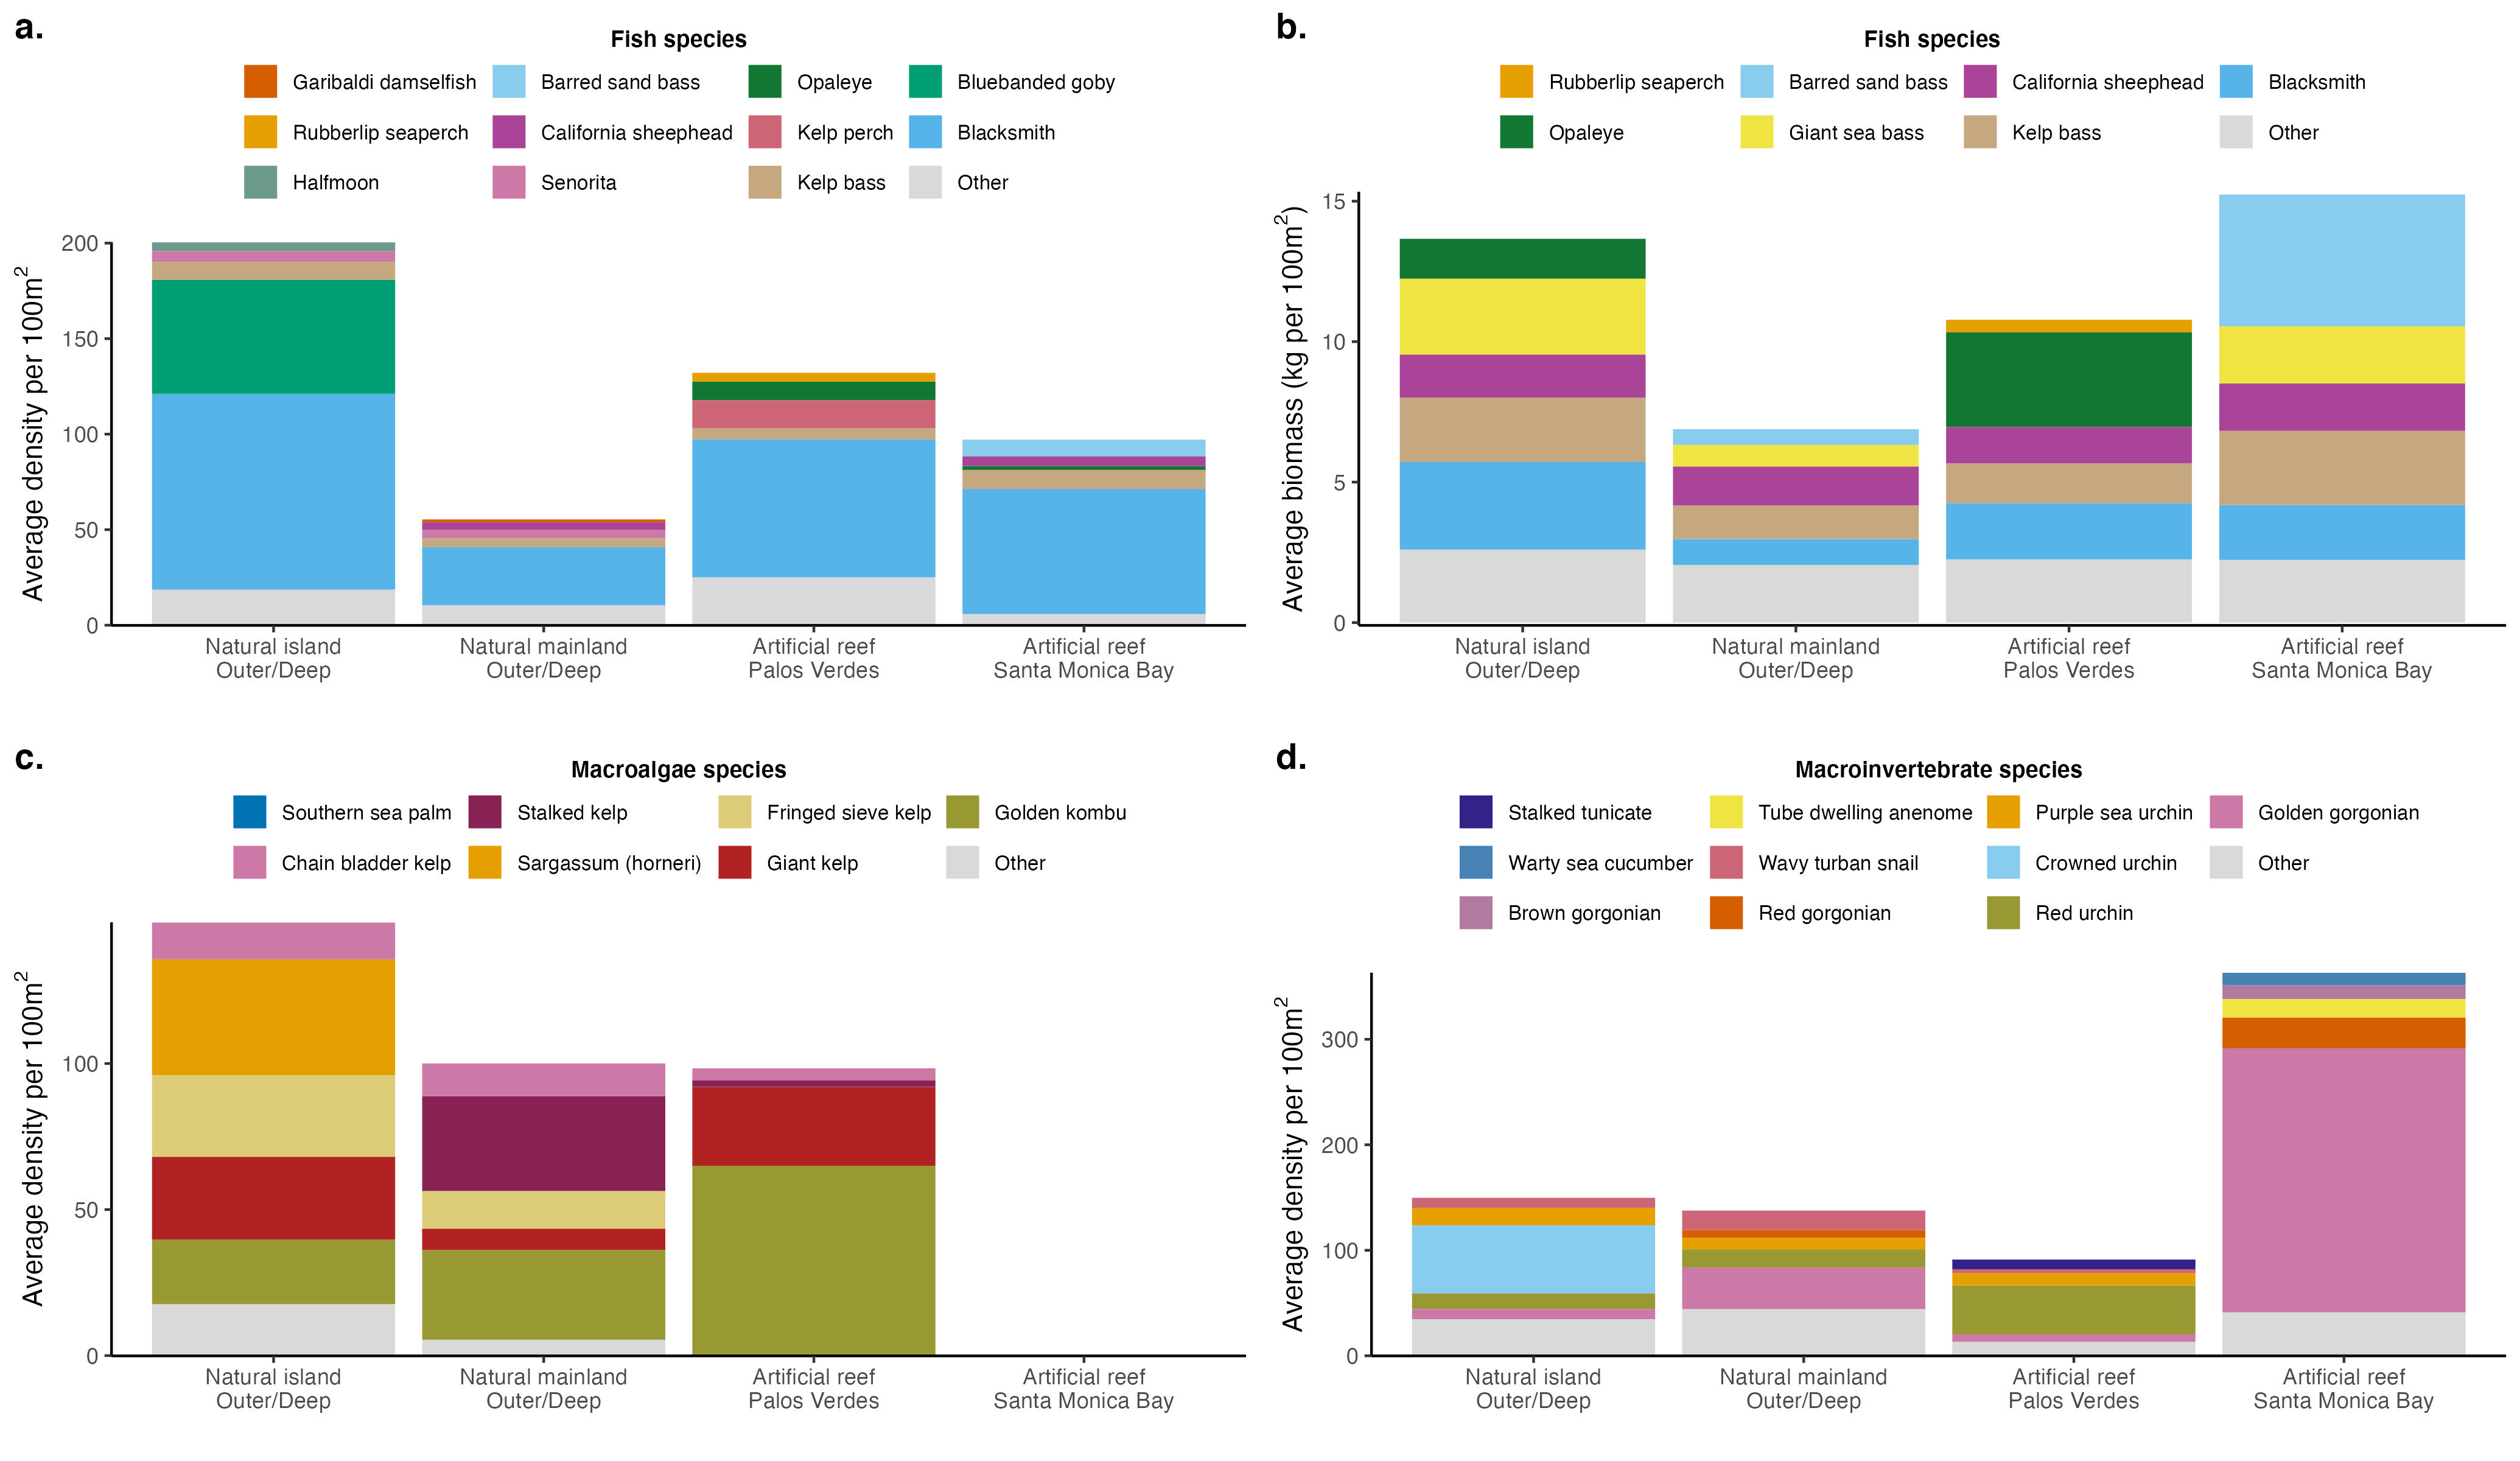 a.
Fish species
Garibaldi damselfish Barred sand bass Opaleye Bluebanded goby
Rubberlip seaperch California sheephead Kelp perch Blacksmith
Halfmoon Senorita Kelp bass Other
Average density per 100m²
200
150
100
50
0
Natural island Natural mainland Artificial reef Artificial reef
Outer/Deep Outer/Deep Palos Verdes Santa Monica Bay
b.
Fish species
Rubberlip seaperch Barred sand bass California sheephead Blacksmith
Opaleye Giant sea bass Kelp bass Other
Average biomass (kg per 100m²)
15
10
5
0
Natural island Natural mainland Artificial reef Artificial reef
Outer/Deep Outer/Deep Palos Verdes Santa Monica Bay
c.
Macroalgae species
Southern sea palm Stalked kelp Fringed sieve kelp Golden kombu
Chain bladder kelp Sargassum (horneri) Giant kelp Other
Average density per 100m²
100
50
0
Natural island Natural mainland Artificial reef Artificial reef
Outer/Deep Outer/Deep Palos Verdes Santa Monica Bay
d.
Macroinvertebrate species
Stalked tunicate Tube dwelling anenome Purple sea urchin Golden gorgonian
Warty sea cucumber Wavy turban snail Crowned urchin Other
Brown gorgonian Red gorgonian Red urchin
Average density per 100m²
300
200
100
0
Natural island Natural mainland Artificial reef Artificial reef
Outer/Deep Outer/Deep Palos Verdes Santa Monica Bay